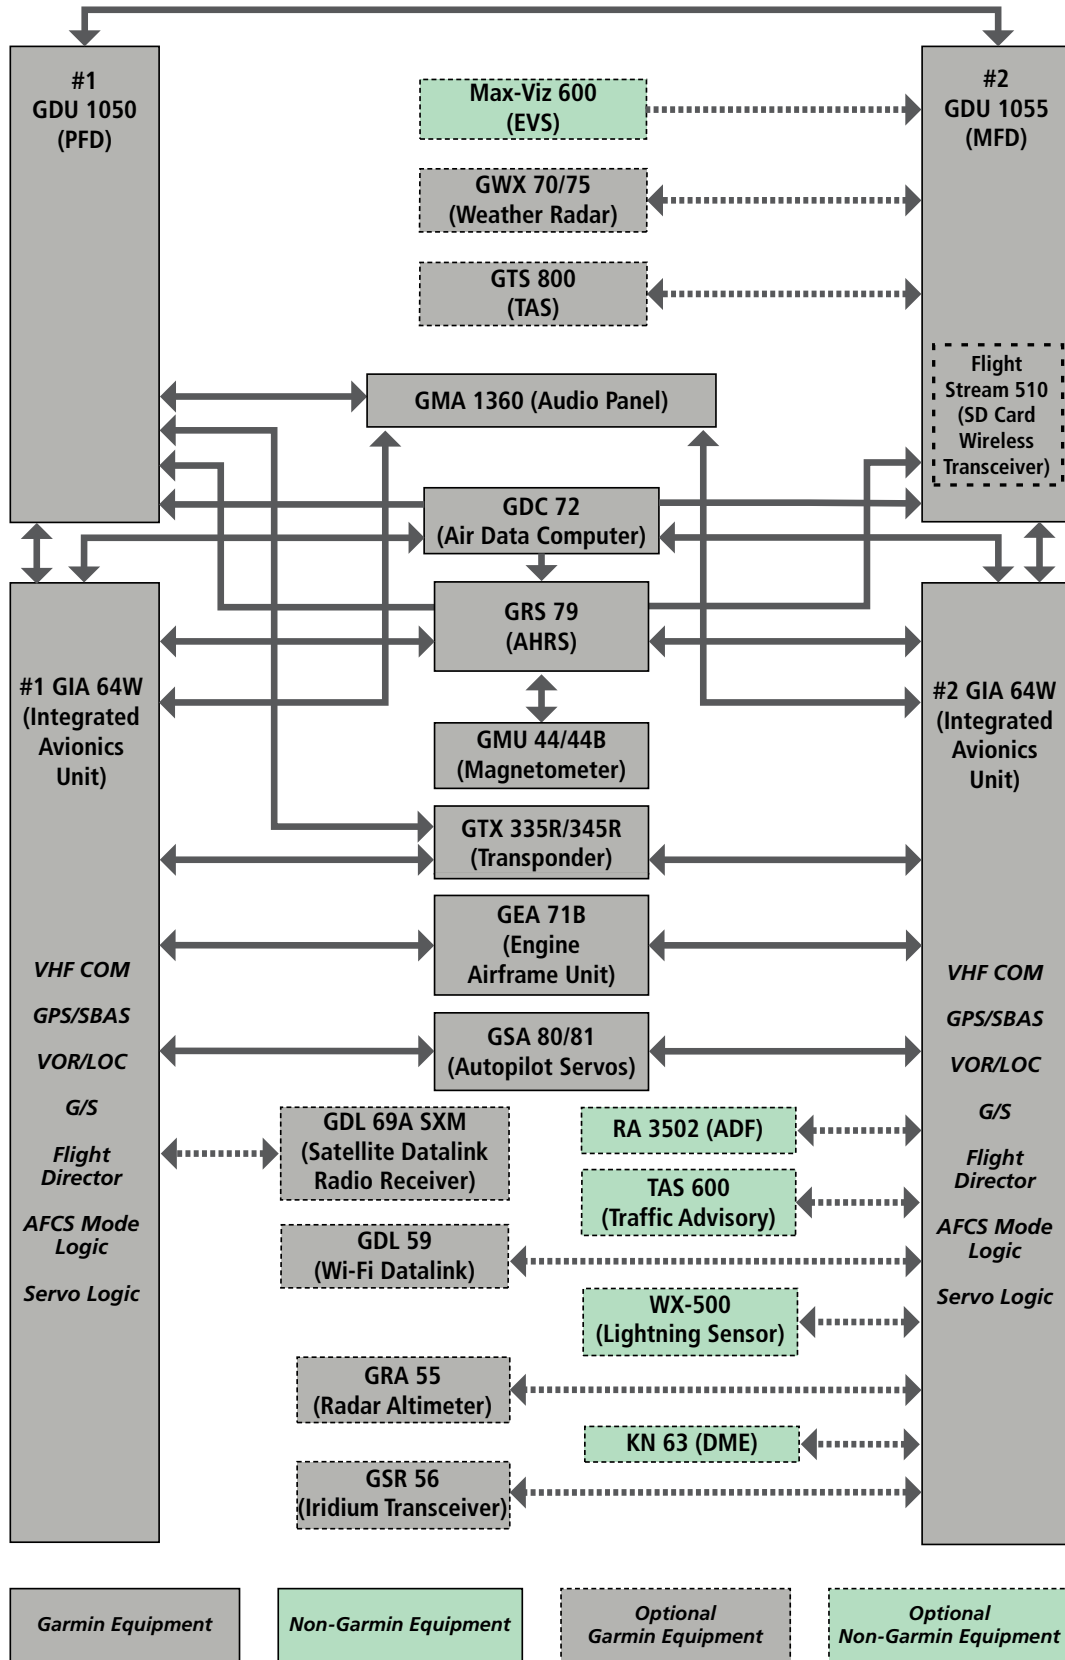 #1
GDU 1050
(PFD)
#2
GDU 1055
(MFD)
Max-Viz 600
(EVS)
GWX 70/75
(Weather Radar)
GTS 800
(TAS)
Flight
Stream 510
(SD Card
Wireless
Transceiver)
GMA 1360 (Audio Panel)
GDC 72
(Air Data Computer)
GRS 79
(AHRS)
#1 GIA 64W
(Integrated
Avionics
Unit)
#2 GIA 64W
(Integrated
Avionics
Unit)
GMU 44/44B
(Magnetometer)
GTX 335R/345R
(Transponder)
GEA 71B
(Engine
Airframe Unit)
GSA 80/81
(Autopilot Servos)
VHF COM
GPS/SBAS
VOR/LOC
G/S
Flight
Director
AFCS Mode
Logic
Servo Logic
VHF COM
GPS/SBAS
VOR/LOC
G/S
Flight
Director
AFCS Mode
Logic
Servo Logic
GDL 69A SXM
(Satellite Datalink
Radio Receiver)
RA 3502 (ADF)
TAS 600
(Traffic Advisory)
GDL 59
(Wi-Fi Datalink)
WX-500
(Lightning Sensor)
GRA 55
(Radar Altimeter)
KN 63 (DME)
GSR 56
(Iridium Transceiver)
Garmin Equipment
Non-Garmin Equipment
Optional
Garmin Equipment
Optional
Non-Garmin Equipment